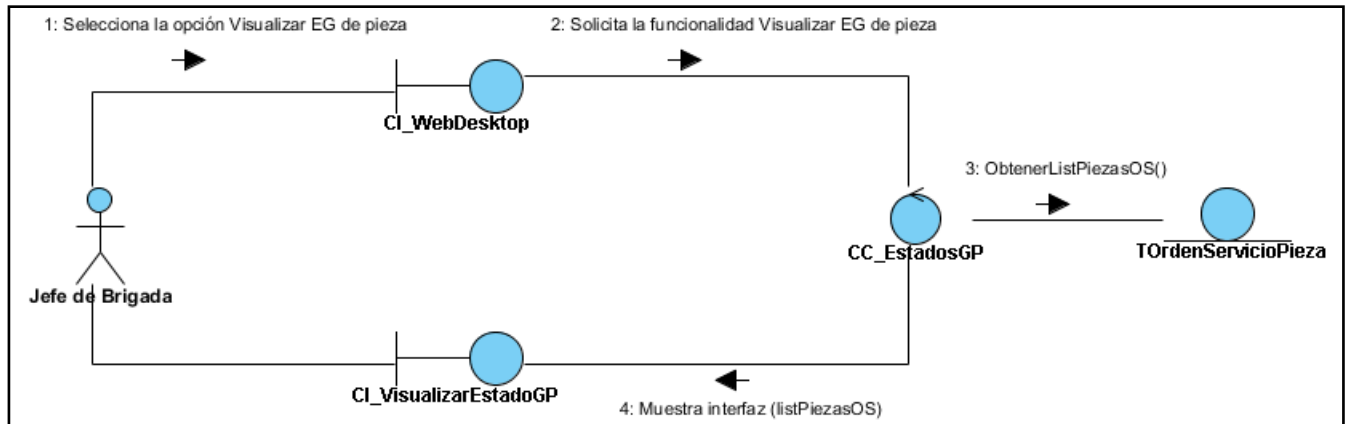 1: Selecciona la opción Visualizar EG de pieza
2: Solicita la funcionalidad Visualizar EG de pieza
CI_WebDesktop
3: ObtenerListPiezasOS()
CC_EstadosGP
TOrdenServicioPieza
Jefe de Brigada
CI_VisualizarEstadoGP
4: Muestra interfaz (listPiezasOS)